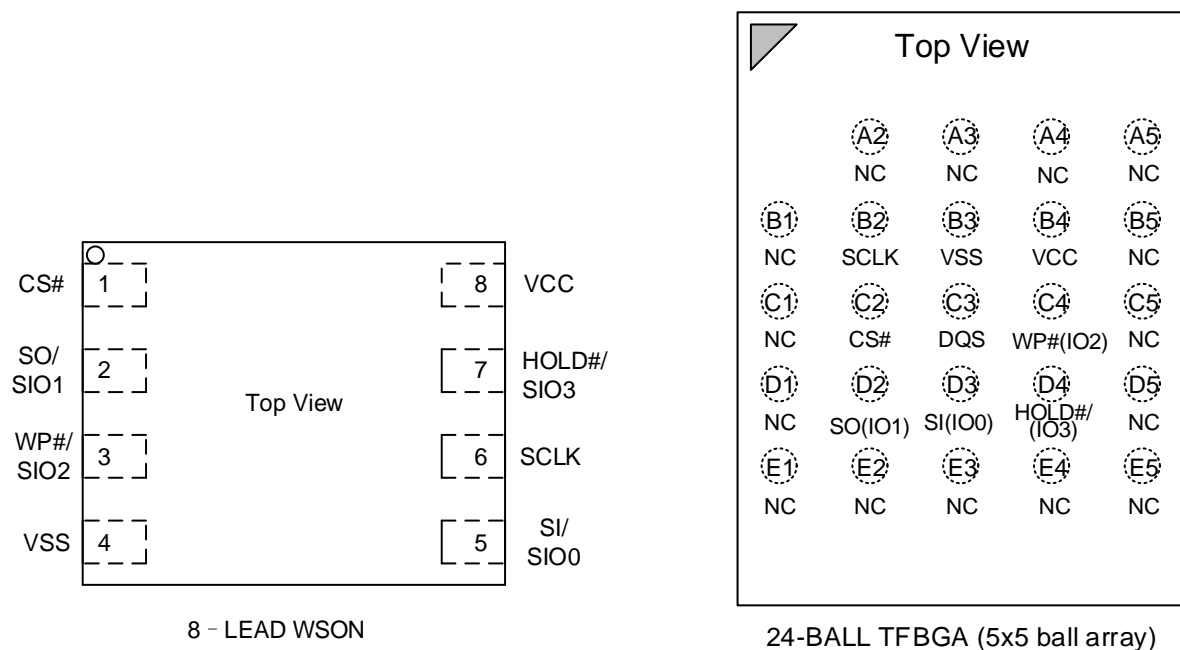 CS#
1
8
VCC
SO/
SIO1
2
7
HOLD#/
SIO3
Top View
WP#/
SIO2
3
6
SCLK
VSS
4
5
SI/
SIO0
8 - LEAD WSON
Top View
A2 A3 A4 A5
NC NC NC NC
B1 B2 B3 B4 B5
NC SCLK VSS VCC NC
C1 C2 C3 C4 C5
NC CS# DQS WP#(IO2) NC
D1 D2 D3 D4 D5
NC SO(IO1) SI(IO0) HOLD#/ NC
(IO3)
E1 E2 E3 E4 E5
NC NC NC NC NC
24-BALL TFBGA (5x5 ball array)